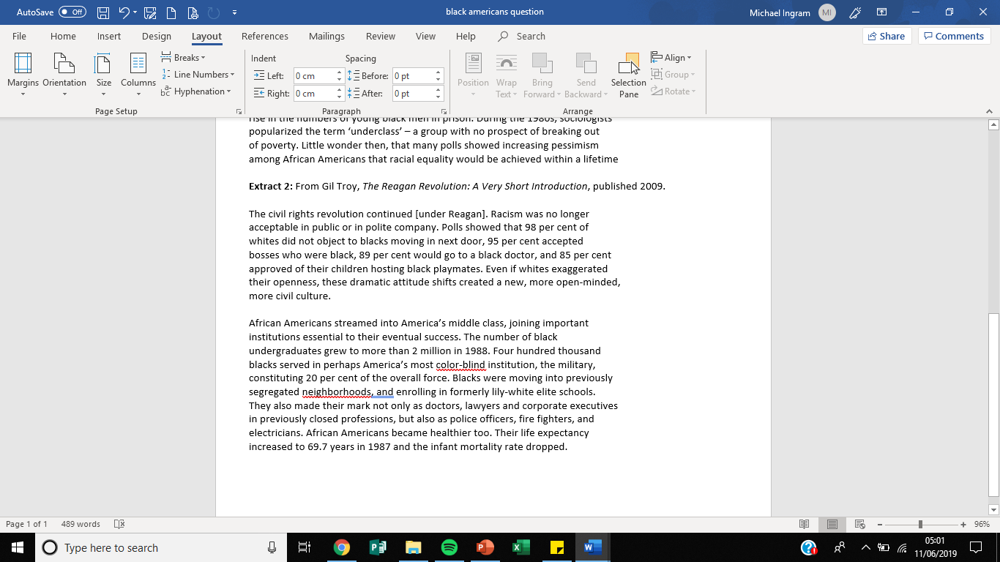 AutoSave Off
black americans question
Michael Ingram MI
File Home Insert Design Layout References Mailings Review View Help Search
Share Comments
Margins Orientation Size Columns
Breaks
Line Numbers
Hyphenation
Page Setup
Indent Spacing
Left: 0 cm Before: 0 pt
Right: 0 cm After: 0 pt
Paragraph
Position Wrap Text Bring Forward Send Backward Selection Pane
Align
Group
Rotate
Arrange
rise in the numbers of young black men in prison. During the 1980s, sociologists
popularized the term ‘underclass’ – a group with no prospect of breaking out
of poverty. Little wonder then, that many polls showed increasing pessimism
among African Americans that racial equality would be achieved within a lifetime
Extract 2: From Gil Troy, The Reagan Revolution: A Very Short Introduction, published 2009.
The civil rights revolution continued [under Reagan]. Racism was no longer
acceptable in public or in polite company. Polls showed that 98 per cent of
whites did not object to blacks moving in next door, 95 per cent accepted
bosses who were black, 89 per cent would go to a black doctor, and 85 per cent
approved of their children hosting black playmates. Even if whites exaggerated
their openness, these dramatic attitude shifts created a new, more open-minded,
more civil culture.
African Americans streamed into America’s middle class, joining important
institutions essential to their eventual success. The number of black
undergraduates grew to more than 2 million in 1988. Four hundred thousand
blacks served in perhaps America’s most color-blind institution, the military,
constituting 20 per cent of the overall force. Blacks were moving into previously
segregated neighborhoods, and enrolling in formerly lily-white elite schools.
They also made their mark not only as doctors, lawyers and corporate executives
in previously closed professions, but also as police officers, fire fighters, and
electricians. African Americans became healthier too. Their life expectancy
increased to 69.7 years in 1987 and the infant mortality rate dropped.
Page 1 of 1 489 words
96%
Type here to search
05:01
11/06/2019